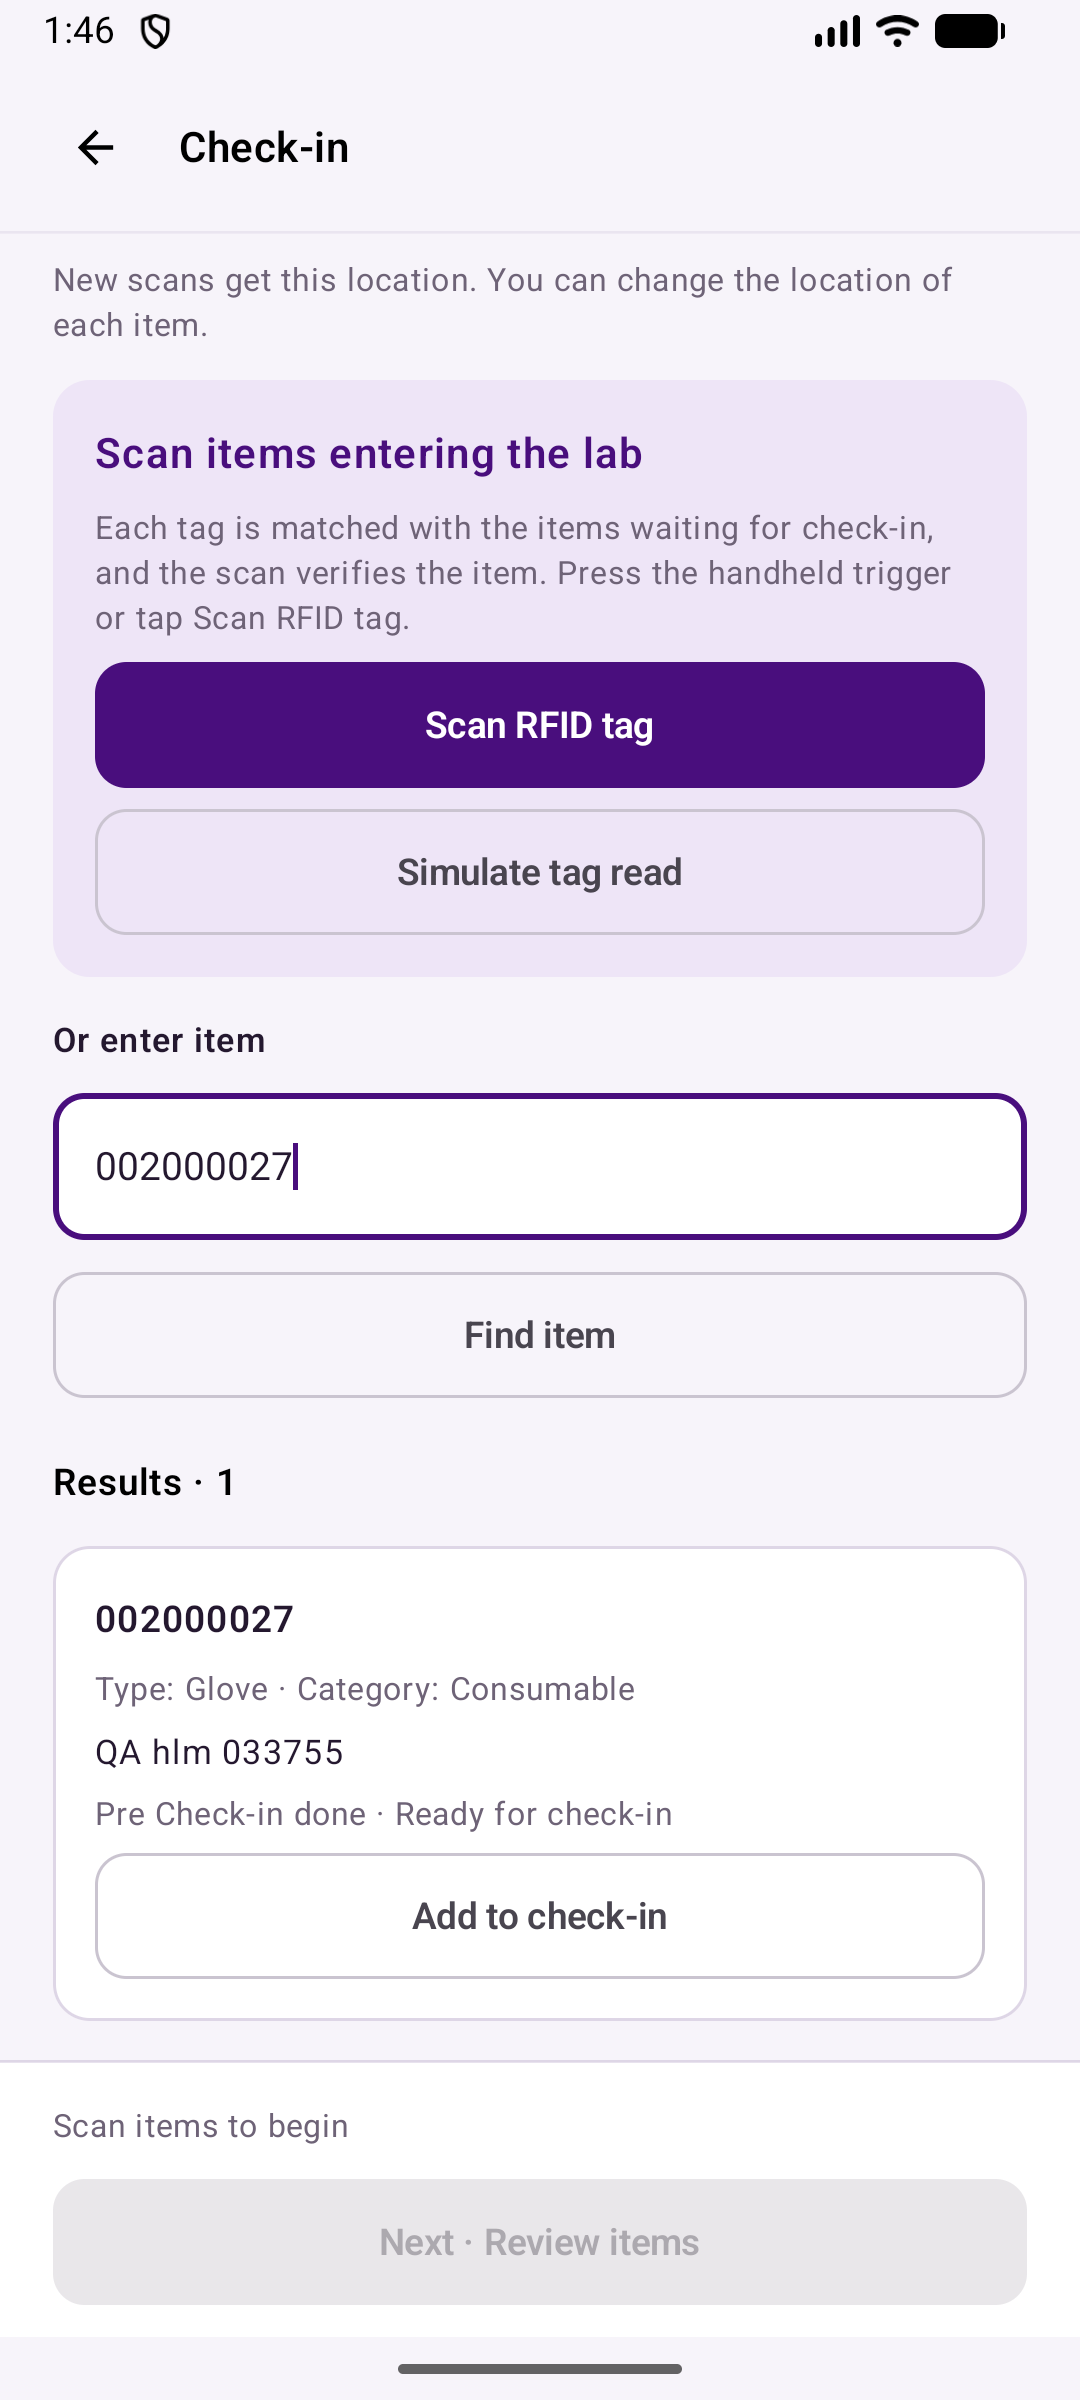 1:46
Check-in
New scans get this location. You can change the location of
each item.
Scan items entering the lab
Each tag is matched with the items waiting for check-in,
and the scan verifies the item. Press the handheld trigger
or tap Scan RFID tag.
Scan RFID tag
Simulate tag read
Or enter item
002000027
Find item
Results · 1
002000027
Type: Glove · Category: Consumable
QA hlm 033755
Pre Check-in done · Ready for check-in
Add to check-in
Scan items to begin
Next · Review items